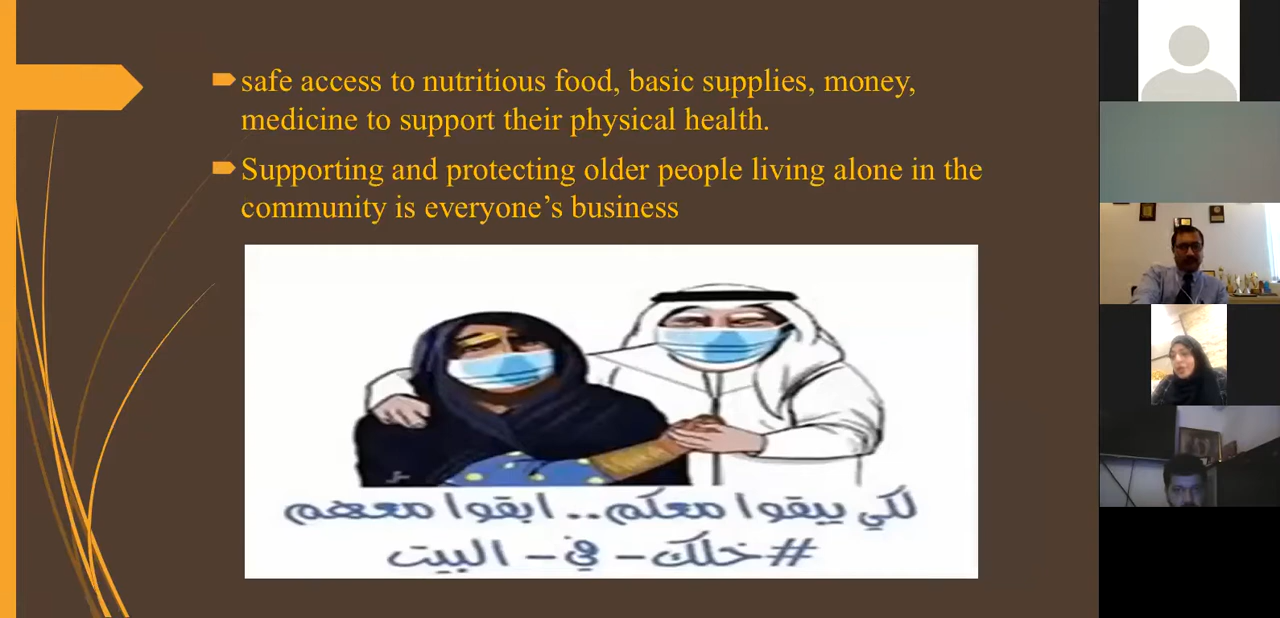 safe access to nutritious food, basic supplies, money,
medicine to support their physical health.
Supporting and protecting older people living alone in the
community is everyone’s business
لكي يبقوا معكم.. ابقوا معهم
#خلك - في - البيت